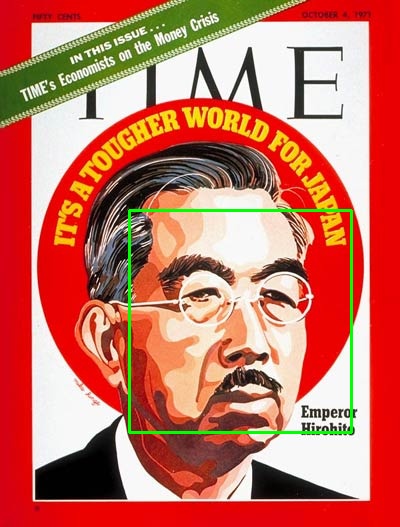 FIFTY CENTS
OCTOBER 4, 1971
IN THIS ISSUE . . .
TIME's Economists on the Money Crisis
TIME
IT'S A TOUGHER WORLD FOR JAPAN
Emperor
Hirohito